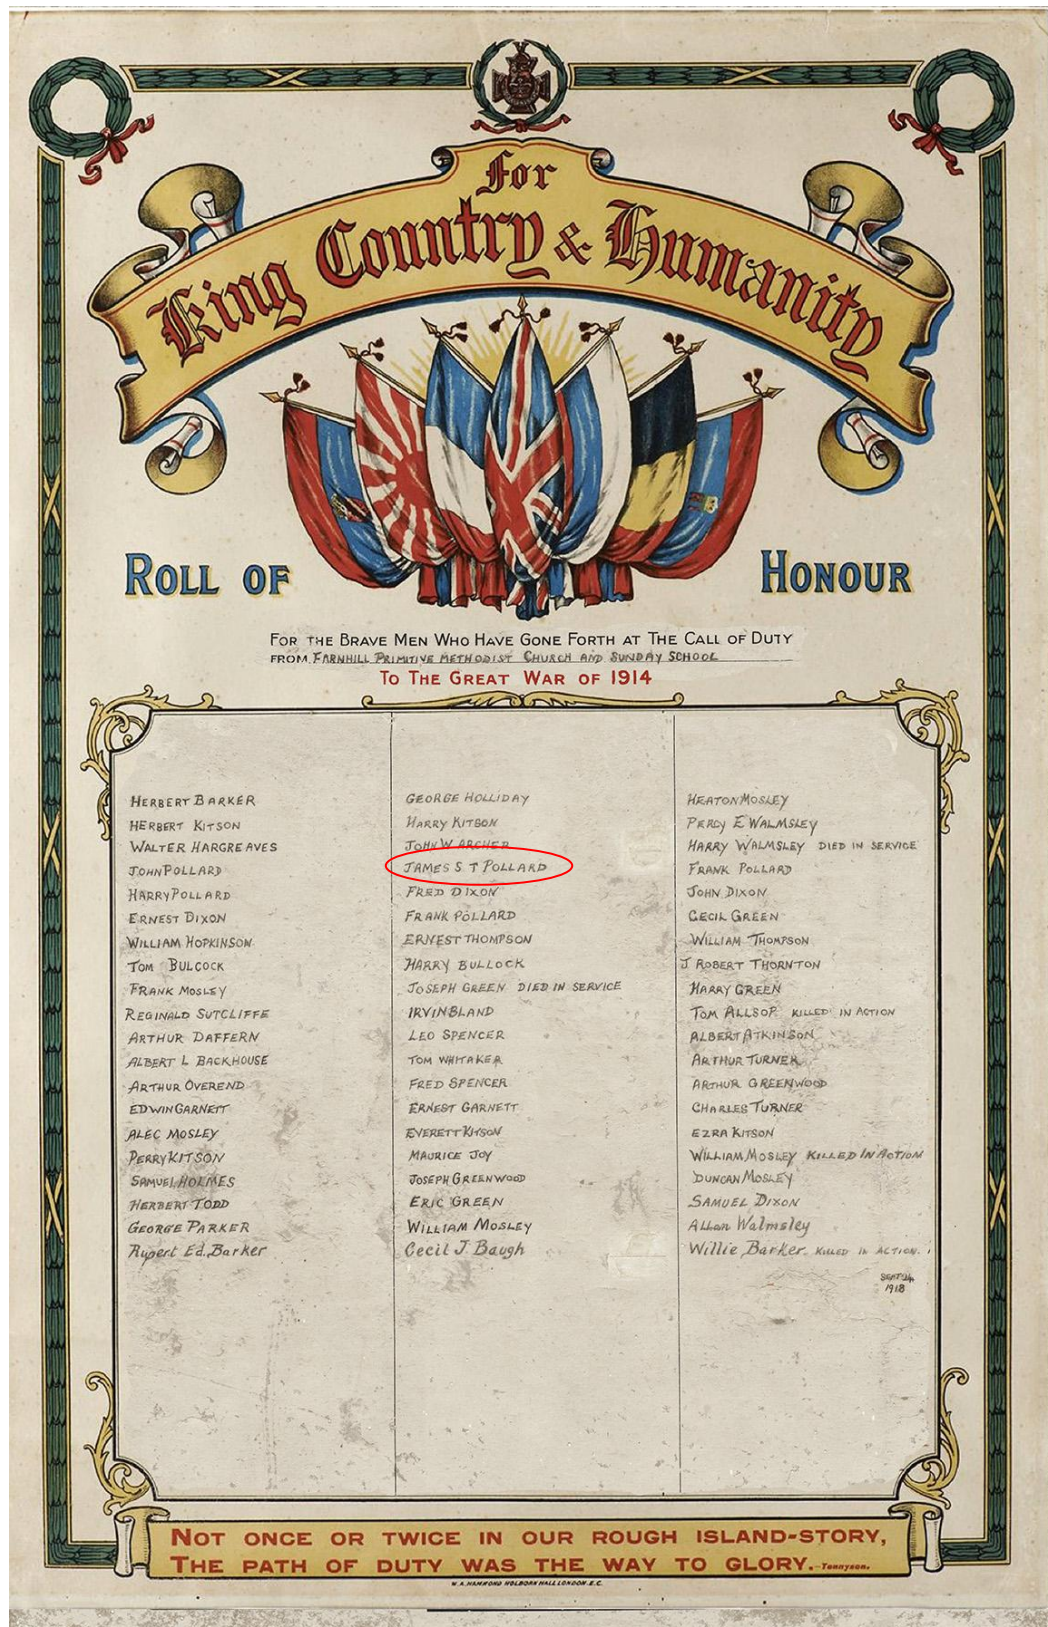 For
King Country & Humanity
ROLL OF HONOUR
FOR THE BRAVE MEN WHO HAVE GONE FORTH AT THE CALL OF DUTY
FROM FARNHILL PRIMITIVE METHODIST CHURCH AND SUNDAY SCHOOL
TO THE GREAT WAR OF 1914
HERBERT BARKER
HERBERT KITSON
WALTER HARGREAVES
JOHN POLLARD
HARRY POLLARD
ERNEST DIXON
WILLIAM HOPKINSON
TOM BULCOCK
FRANK MOSLEY
REGINALD SUTCLIFFE
ARTHUR DAFFERN
ALBERT L BACKHOUSE
ARTHUR OVEREND
EDWIN GARNETT
ALEC MOSLEY
PERRY KITSON
SAMUEL HOLMES
HERBERT TODD
GEORGE PARKER
Rupert Ed. Barker
GEORGE HOLLIDAY
HARRY KITSON
JOHN W ARCHER
JAMES S T POLLARD
FRED DIXON
FRANK POLLARD
ERNEST THOMPSON
HARRY BULLOCK
JOSEPH GREEN DIED IN SERVICE
IRVIN BLAND
LEO SPENCER
TOM WHITAKER
FRED SPENCER
ERNEST GARNETT
EVERETT KITSON
MAURICE JOY
JOSEPH GREENWOOD
ERIC GREEN
WILLIAM MOSLEY
Cecil J Baugh
HEATON MOSLEY
PERCY E WALMSLEY
HARRY WALMSLEY DIED IN SERVICE
FRANK POLLARD
JOHN DIXON
CECIL GREEN
WILLIAM THOMPSON
J ROBERT THORNTON
HARRY GREEN
TOM ALLSOP KILLED IN ACTION
ALBERT ATKINSON
ARTHUR TURNER
ARTHUR GREENWOOD
CHARLES TURNER
EZRA KITSON
WILLIAM MOSLEY KILLED IN ACTION
DUNCAN MOSLEY
SAMUEL DIXON
Allan Walmsley
Willie Barker KILLED IN ACTION.
SEPT 24
1918
NOT ONCE OR TWICE IN OUR ROUGH ISLAND-STORY,
THE PATH OF DUTY WAS THE WAY TO GLORY.-Tennyson.
W. A. HAMMOND HOLBORN HALL LONDON. E.C.